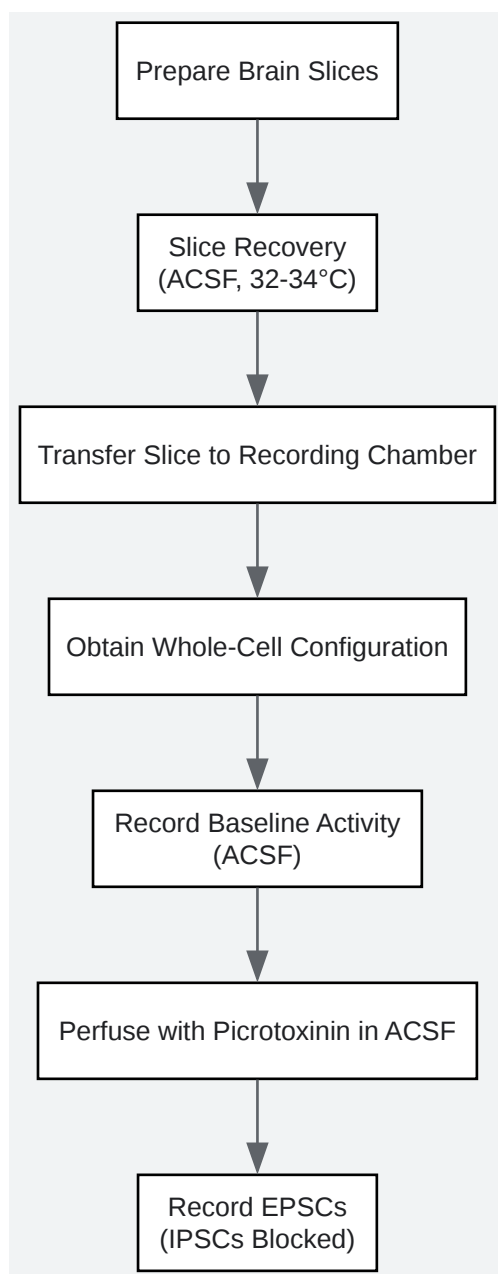 Prepare Brain Slices
Slice Recovery
(ACSF, 32-34°C)
Transfer Slice to Recording Chamber
Obtain Whole-Cell Configuration
Record Baseline Activity
(ACSF)
Perfuse with Picrotoxinin in ACSF
Record EPSCs
(IPSCs Blocked)